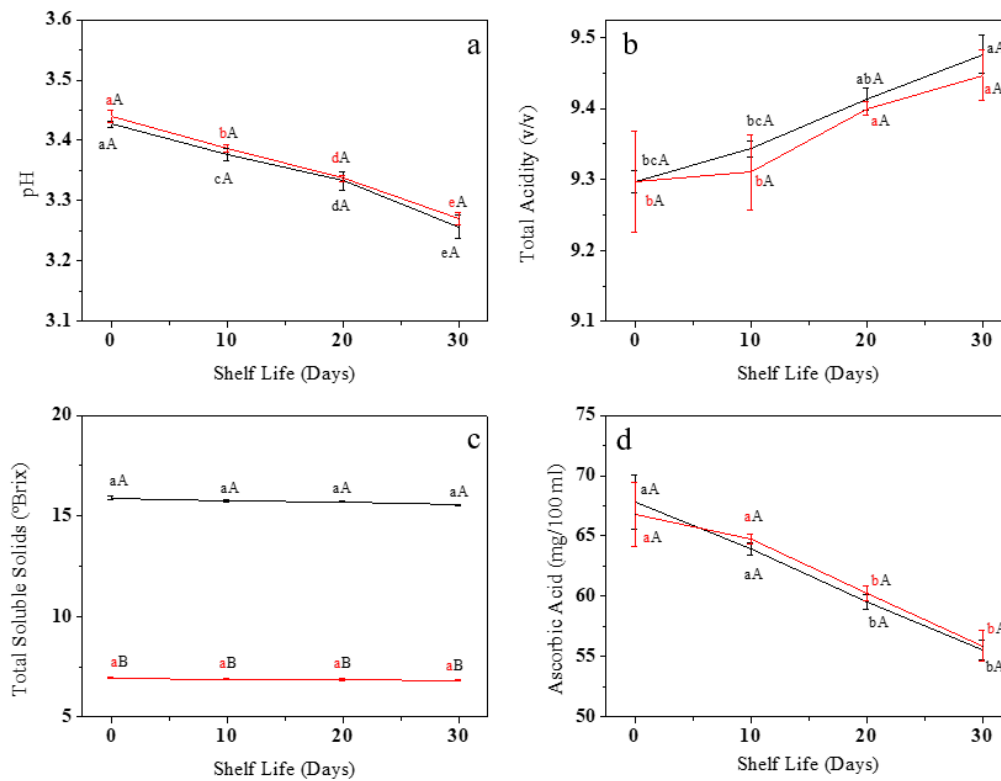 a
3.6
3.5
3.4
3.3
3.2
3.1
pH
aA
bA
dA
eA
aA
cA
dA
eA
0 10 20 30
Shelf Life (Days)
b
9.5
9.4
9.3
9.2
9.1
Total Acidity (v/v)
bcA
bcA
abA
aA
bA
bA
aA
aA
0 10 20 30
Shelf Life (Days)
c
20
15
10
5
Total Soluble Solids (ºBrix)
aA aA aA aA
aB aB aB aB
0 10 20 30
Shelf Life (Days)
d
75
70
65
60
55
50
Ascorbic Acid (mg/100 ml)
aA
aA
bA
bA
aA
aA
bA
bA
0 10 20 30
Shelf Life (Days)